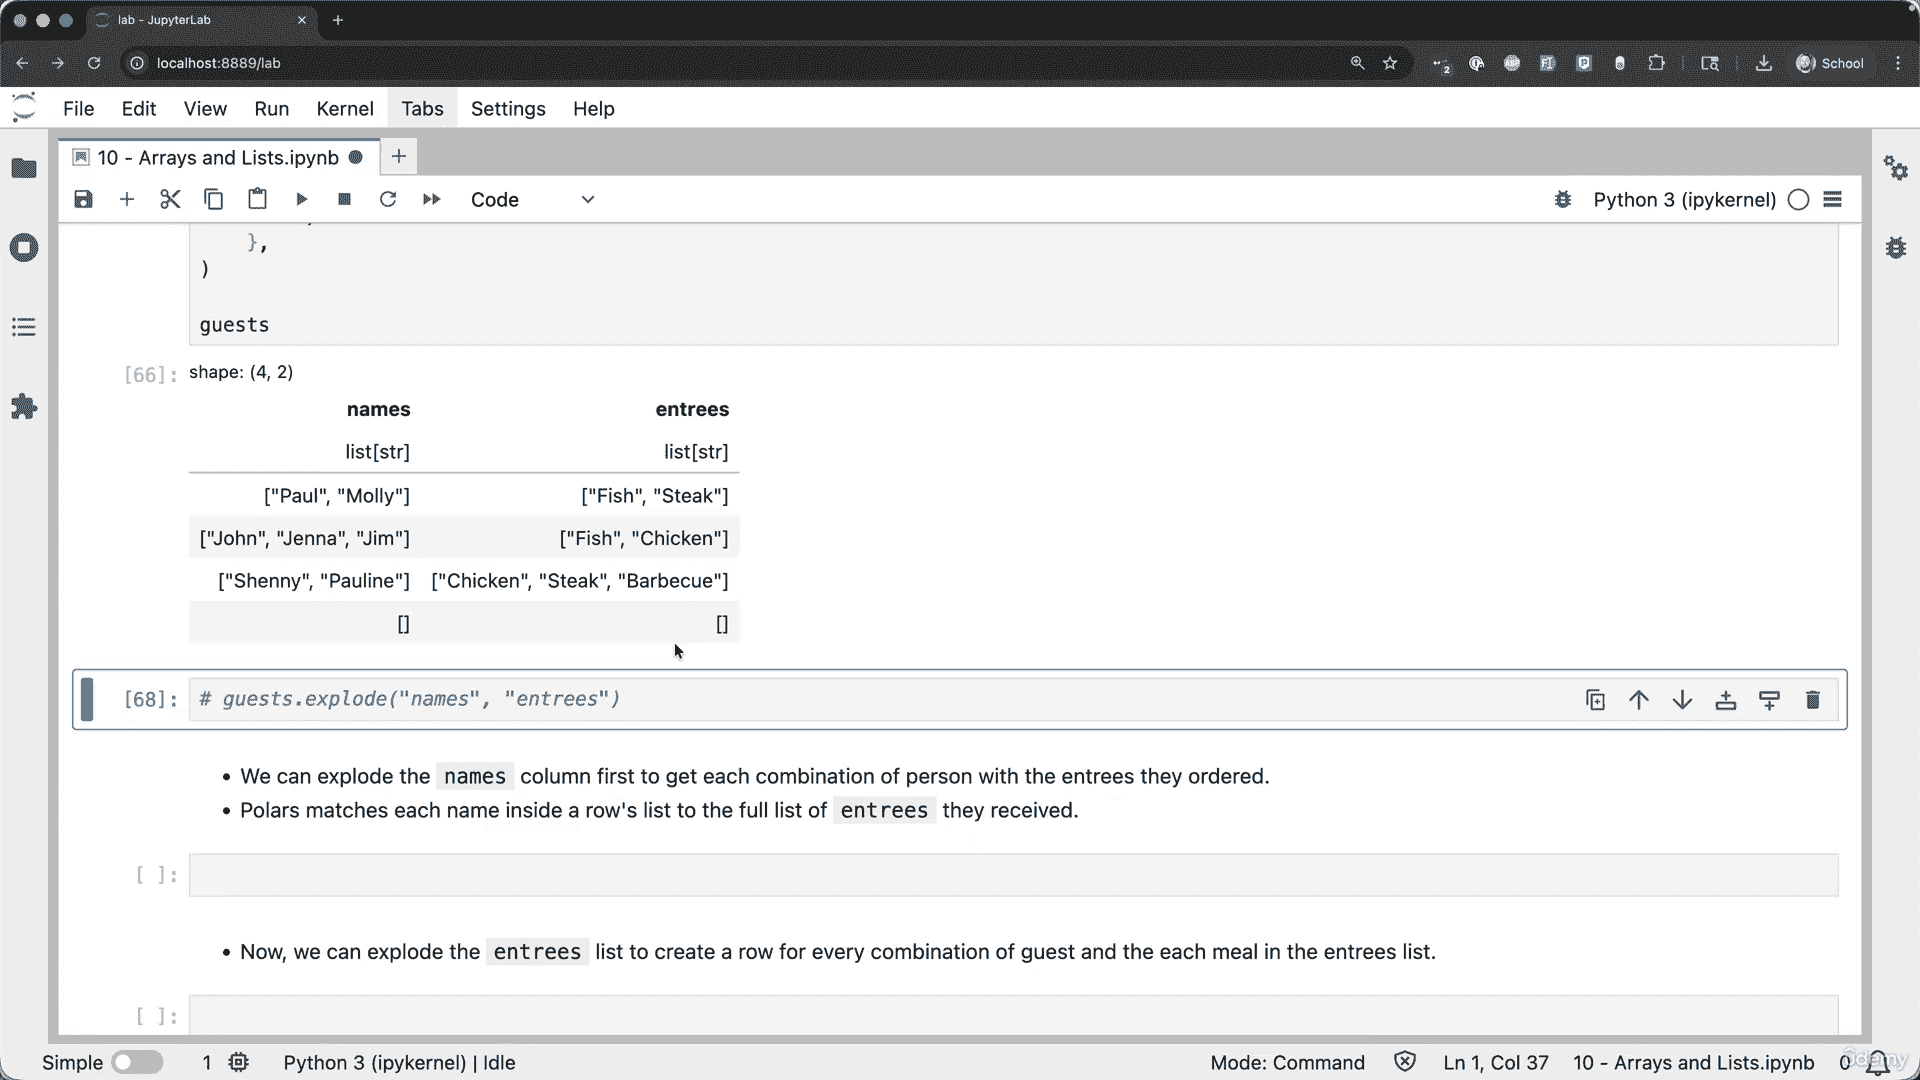 lab - JupyterLab
localhost:8889/lab
2
School
File Edit View Run Kernel Tabs Settings Help
10 - Arrays and Lists.ipynb
Code
Python 3 (ipykernel)
},
)
guests
[66]: shape: (4, 2)
names entrees
list[str] list[str]
["Paul", "Molly"] ["Fish", "Steak"]
["John", "Jenna", "Jim"] ["Fish", "Chicken"]
["Shenny", "Pauline"] ["Chicken", "Steak", "Barbecue"]
[] []
[68]: # guests.explode("names", "entrees")
• We can explode the names column first to get each combination of person with the entrees they ordered.
• Polars matches each name inside a row's list to the full list of entrees they received.
[ ]:
• Now, we can explode the entrees list to create a row for every combination of guest and the each meal in the entrees list.
[ ]:
Simple 1 Python 3 (ipykernel) | Idle Mode: Command Ln 1, Col 37 10 - Arrays and Lists.ipynb 0
Udemy